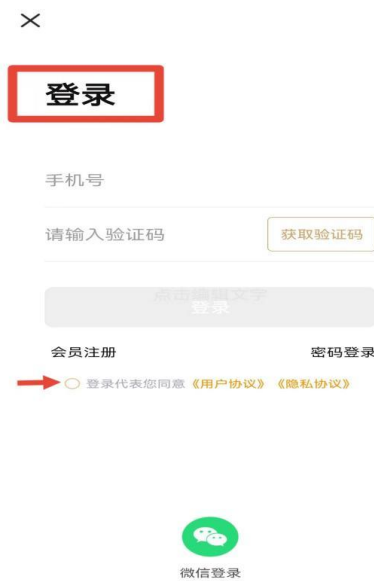 登录
手机号
请输入验证码 获取验证码
点击编辑文字
登录
会员注册 密码登录
登录代表您同意《用户协议》《隐私协议》
微信登录